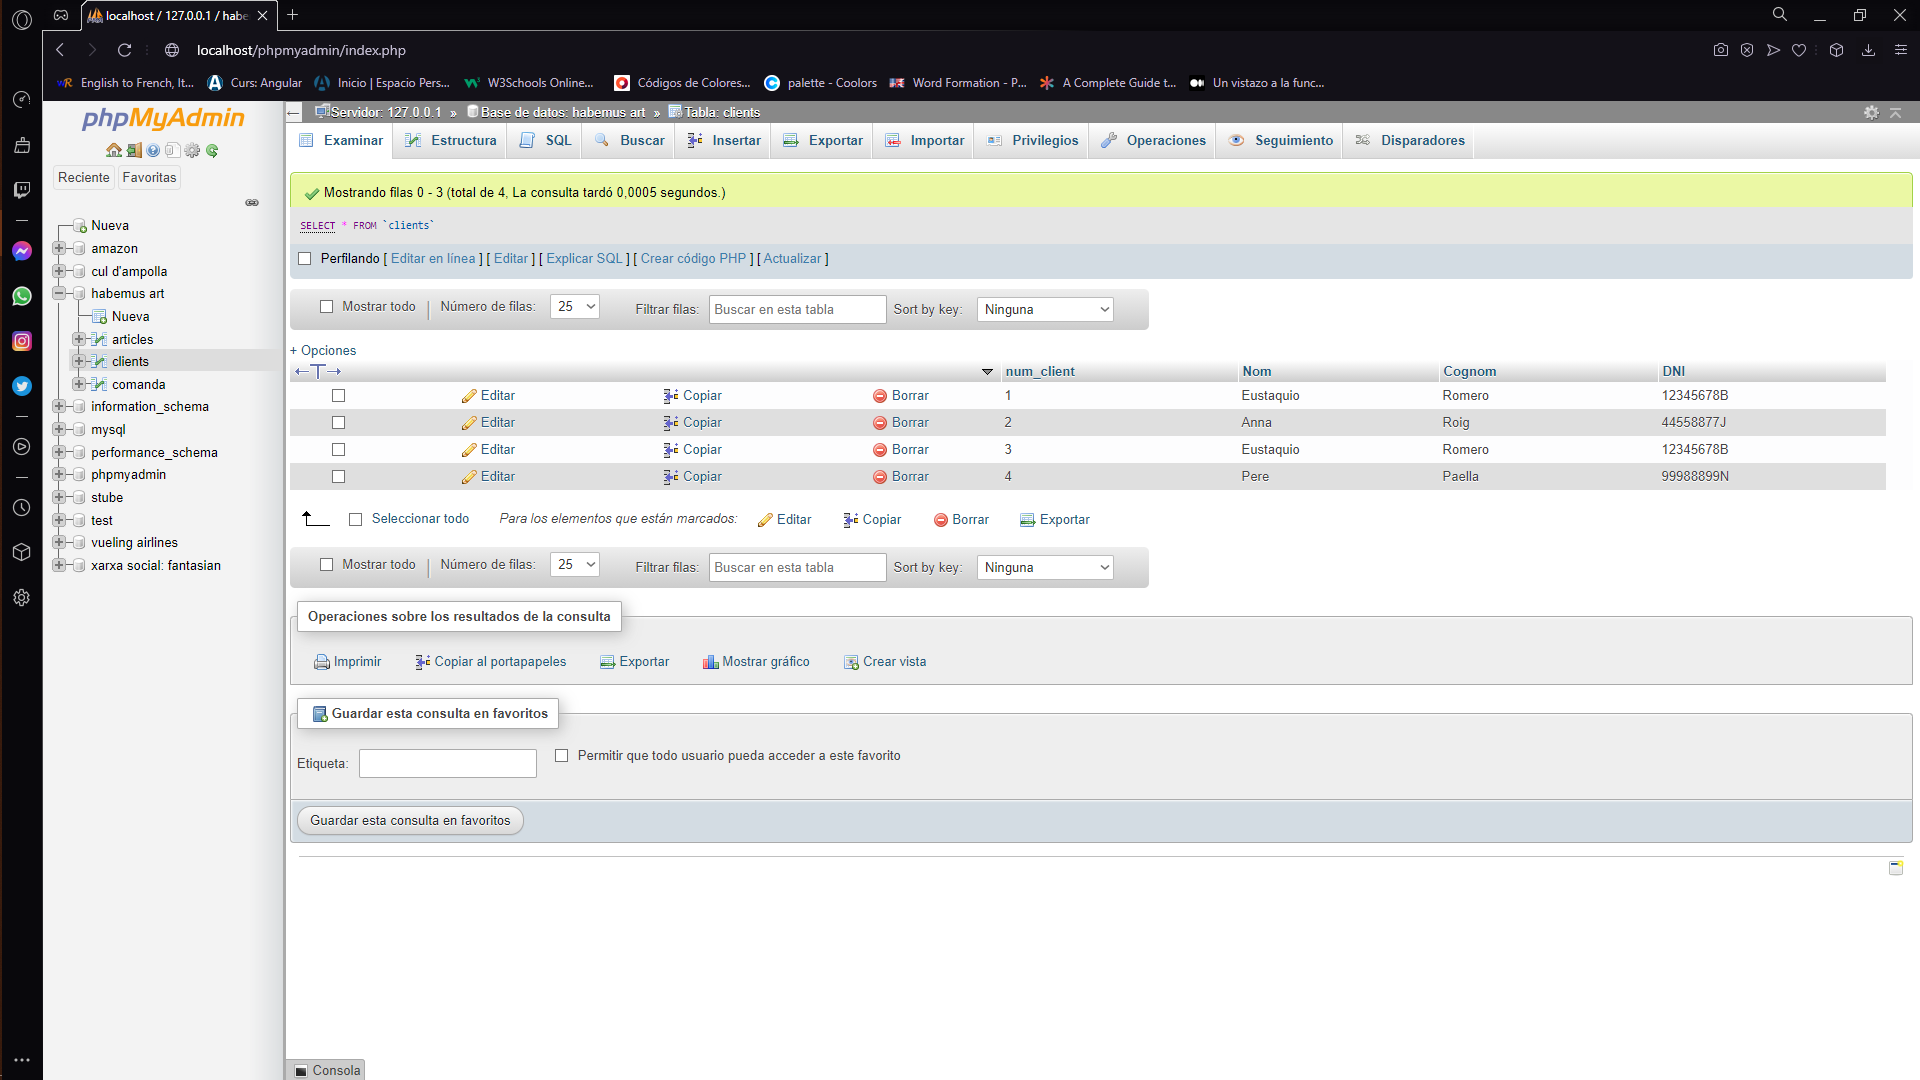 localhost / 127.0.0.1 / habe
localhost/phpmyadmin/index.php
English to French, It...
Curs: Angular
Inicio | Espacio Pers...
W3Schools Online...
Códigos de Colores...
palette - Coolors
Word Formation - P...
A Complete Guide t...
Un vistazo a la func...
phpMyAdmin
Reciente
Favoritas
Nueva
amazon
cul d'ampolla
habemus art
Nueva
articles
clients
comanda
information_schema
mysql
performance_schema
phpmyadmin
stube
test
vueling airlines
xarxa social: fantasian
Servidor: 127.0.0.1 » Base de datos: habemus art » Tabla: clients
Examinar Estructura SQL Buscar Insertar Exportar Importar Privilegios Operaciones Seguimiento Disparadores
Mostrando filas 0 - 3 (total de 4, La consulta tardó 0,0005 segundos.)
SELECT * FROM `clients`
Perfilando [ Editar en línea ] [ Editar ] [ Explicar SQL ] [ Crear código PHP ] [ Actualizar ]
Mostrar todo | Número de filas: 25 Filtrar filas: Buscar en esta tabla Sort by key: Ninguna
+ Opciones
←T→ num_client Nom Cognom DNI
Editar Copiar Borrar 1 Eustaquio Romero 12345678B
Editar Copiar Borrar 2 Anna Roig 44558877J
Editar Copiar Borrar 3 Eustaquio Romero 12345678B
Editar Copiar Borrar 4 Pere Paella 99988899N
Seleccionar todo Para los elementos que están marcados: Editar Copiar Borrar Exportar
Mostrar todo | Número de filas: 25 Filtrar filas: Buscar en esta tabla Sort by key: Ninguna
Operaciones sobre los resultados de la consulta
Imprimir Copiar al portapapeles Exportar Mostrar gráfico Crear vista
Guardar esta consulta en favoritos
Etiqueta: Permitir que todo usuario pueda acceder a este favorito
Guardar esta consulta en favoritos
Consola